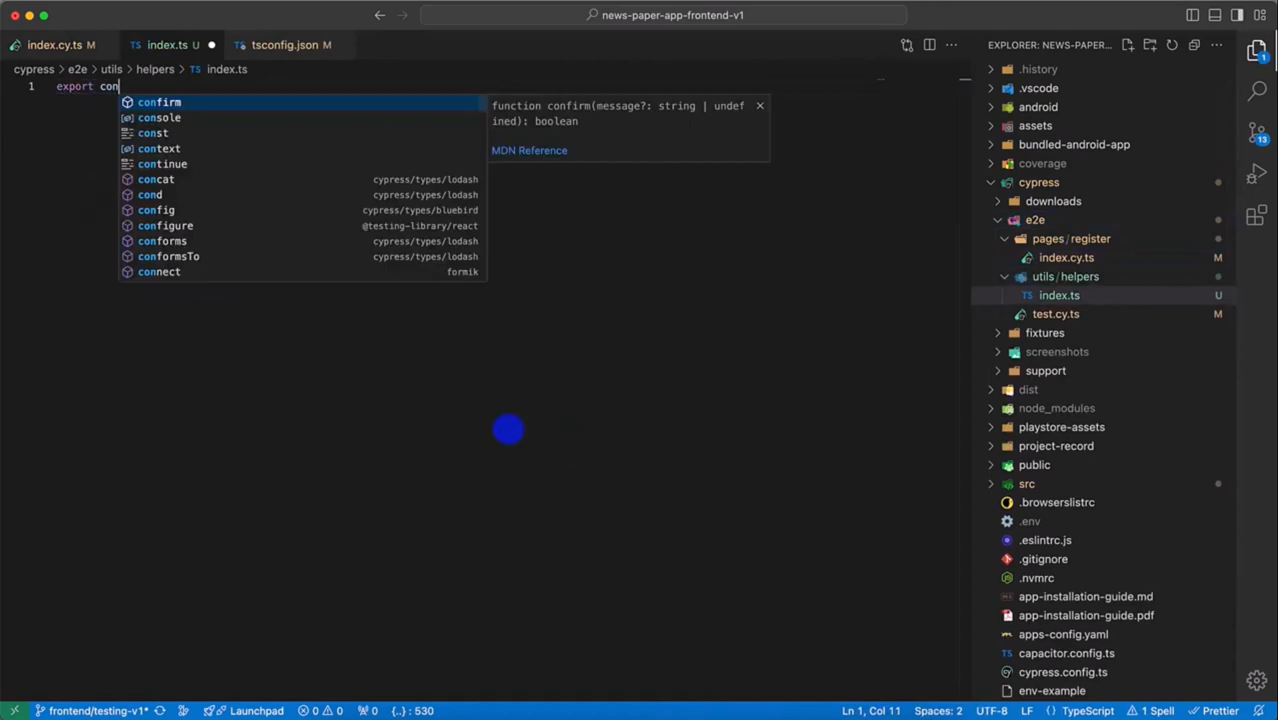 news-paper-app-frontend-v1
index.cy.ts M
TS index.ts U
tsconfig.json M
EXPLORER: NEWS-PAPER...
cypress > e2e > utils > helpers > TS index.ts
1 export con
confirm
console
const
context
continue
concat cypress/types/lodash
cond cypress/types/lodash
config cypress/types/bluebird
configure @testing-library/react
conforms cypress/types/lodash
conformsTo cypress/types/lodash
connect formik
function confirm(message?: string | undef
ined): boolean
MDN Reference
.history
.vscode
android
assets
bundled-android-app
coverage
cypress
downloads
e2e
pages/register
index.cy.ts M
utils/helpers
TS index.ts U
test.cy.ts M
fixtures
screenshots
support
dist
node_modules
playstore-assets
project-record
public
src
.browserslistrc
.env
.eslintrc.js
.gitignore
.nvmrc
app-installation-guide.md
app-installation-guide.pdf
apps-config.yaml
capacitor.config.ts
cypress.config.ts
env-example
1
13
frontend/testing-v1* Launchpad 0 0 0 {..} : 530 Ln 1, Col 11 Spaces: 2 UTF-8 LF {} TypeScript 1 Spell Prettier